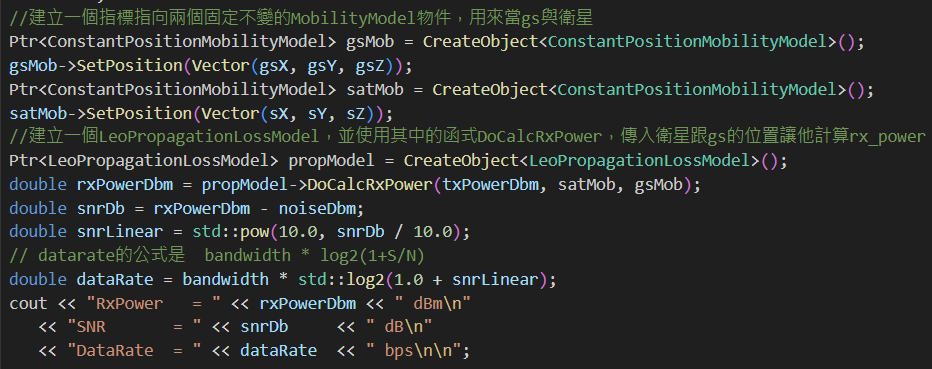 //建立一個指標指向兩個固定不變的MobilityModel物件，用來當gs與衛星
Ptr<ConstantPositionMobilityModel> gsMob = CreateObject<ConstantPositionMobilityModel>();
gsMob->SetPosition(Vector(gsX, gsY, gsZ));
Ptr<ConstantPositionMobilityModel> satMob = CreateObject<ConstantPositionMobilityModel>();
satMob->SetPosition(Vector(sX, sY, sZ));
//建立一個LeoPropagationLossModel，並使用其中的函式DoCalcRxPower，傳入衛星跟gs的位置讓他計算rx_power
Ptr<LeoPropagationLossModel> propModel = CreateObject<LeoPropagationLossModel>();
double rxPowerDbm = propModel->DoCalcRxPower(txPowerDbm, satMob, gsMob);
double snrDb = rxPowerDbm - noiseDbm;
double snrLinear = std::pow(10.0, snrDb / 10.0);
// datarate的公式是  bandwidth * log2(1+S/N)
double dataRate = bandwidth * std::log2(1.0 + snrLinear);
cout << "RxPower   = " << rxPowerDbm << " dBm\n"
   << "SNR       = " << snrDb     << " dB\n"
   << "DataRate  = " << dataRate  << " bps\n\n";